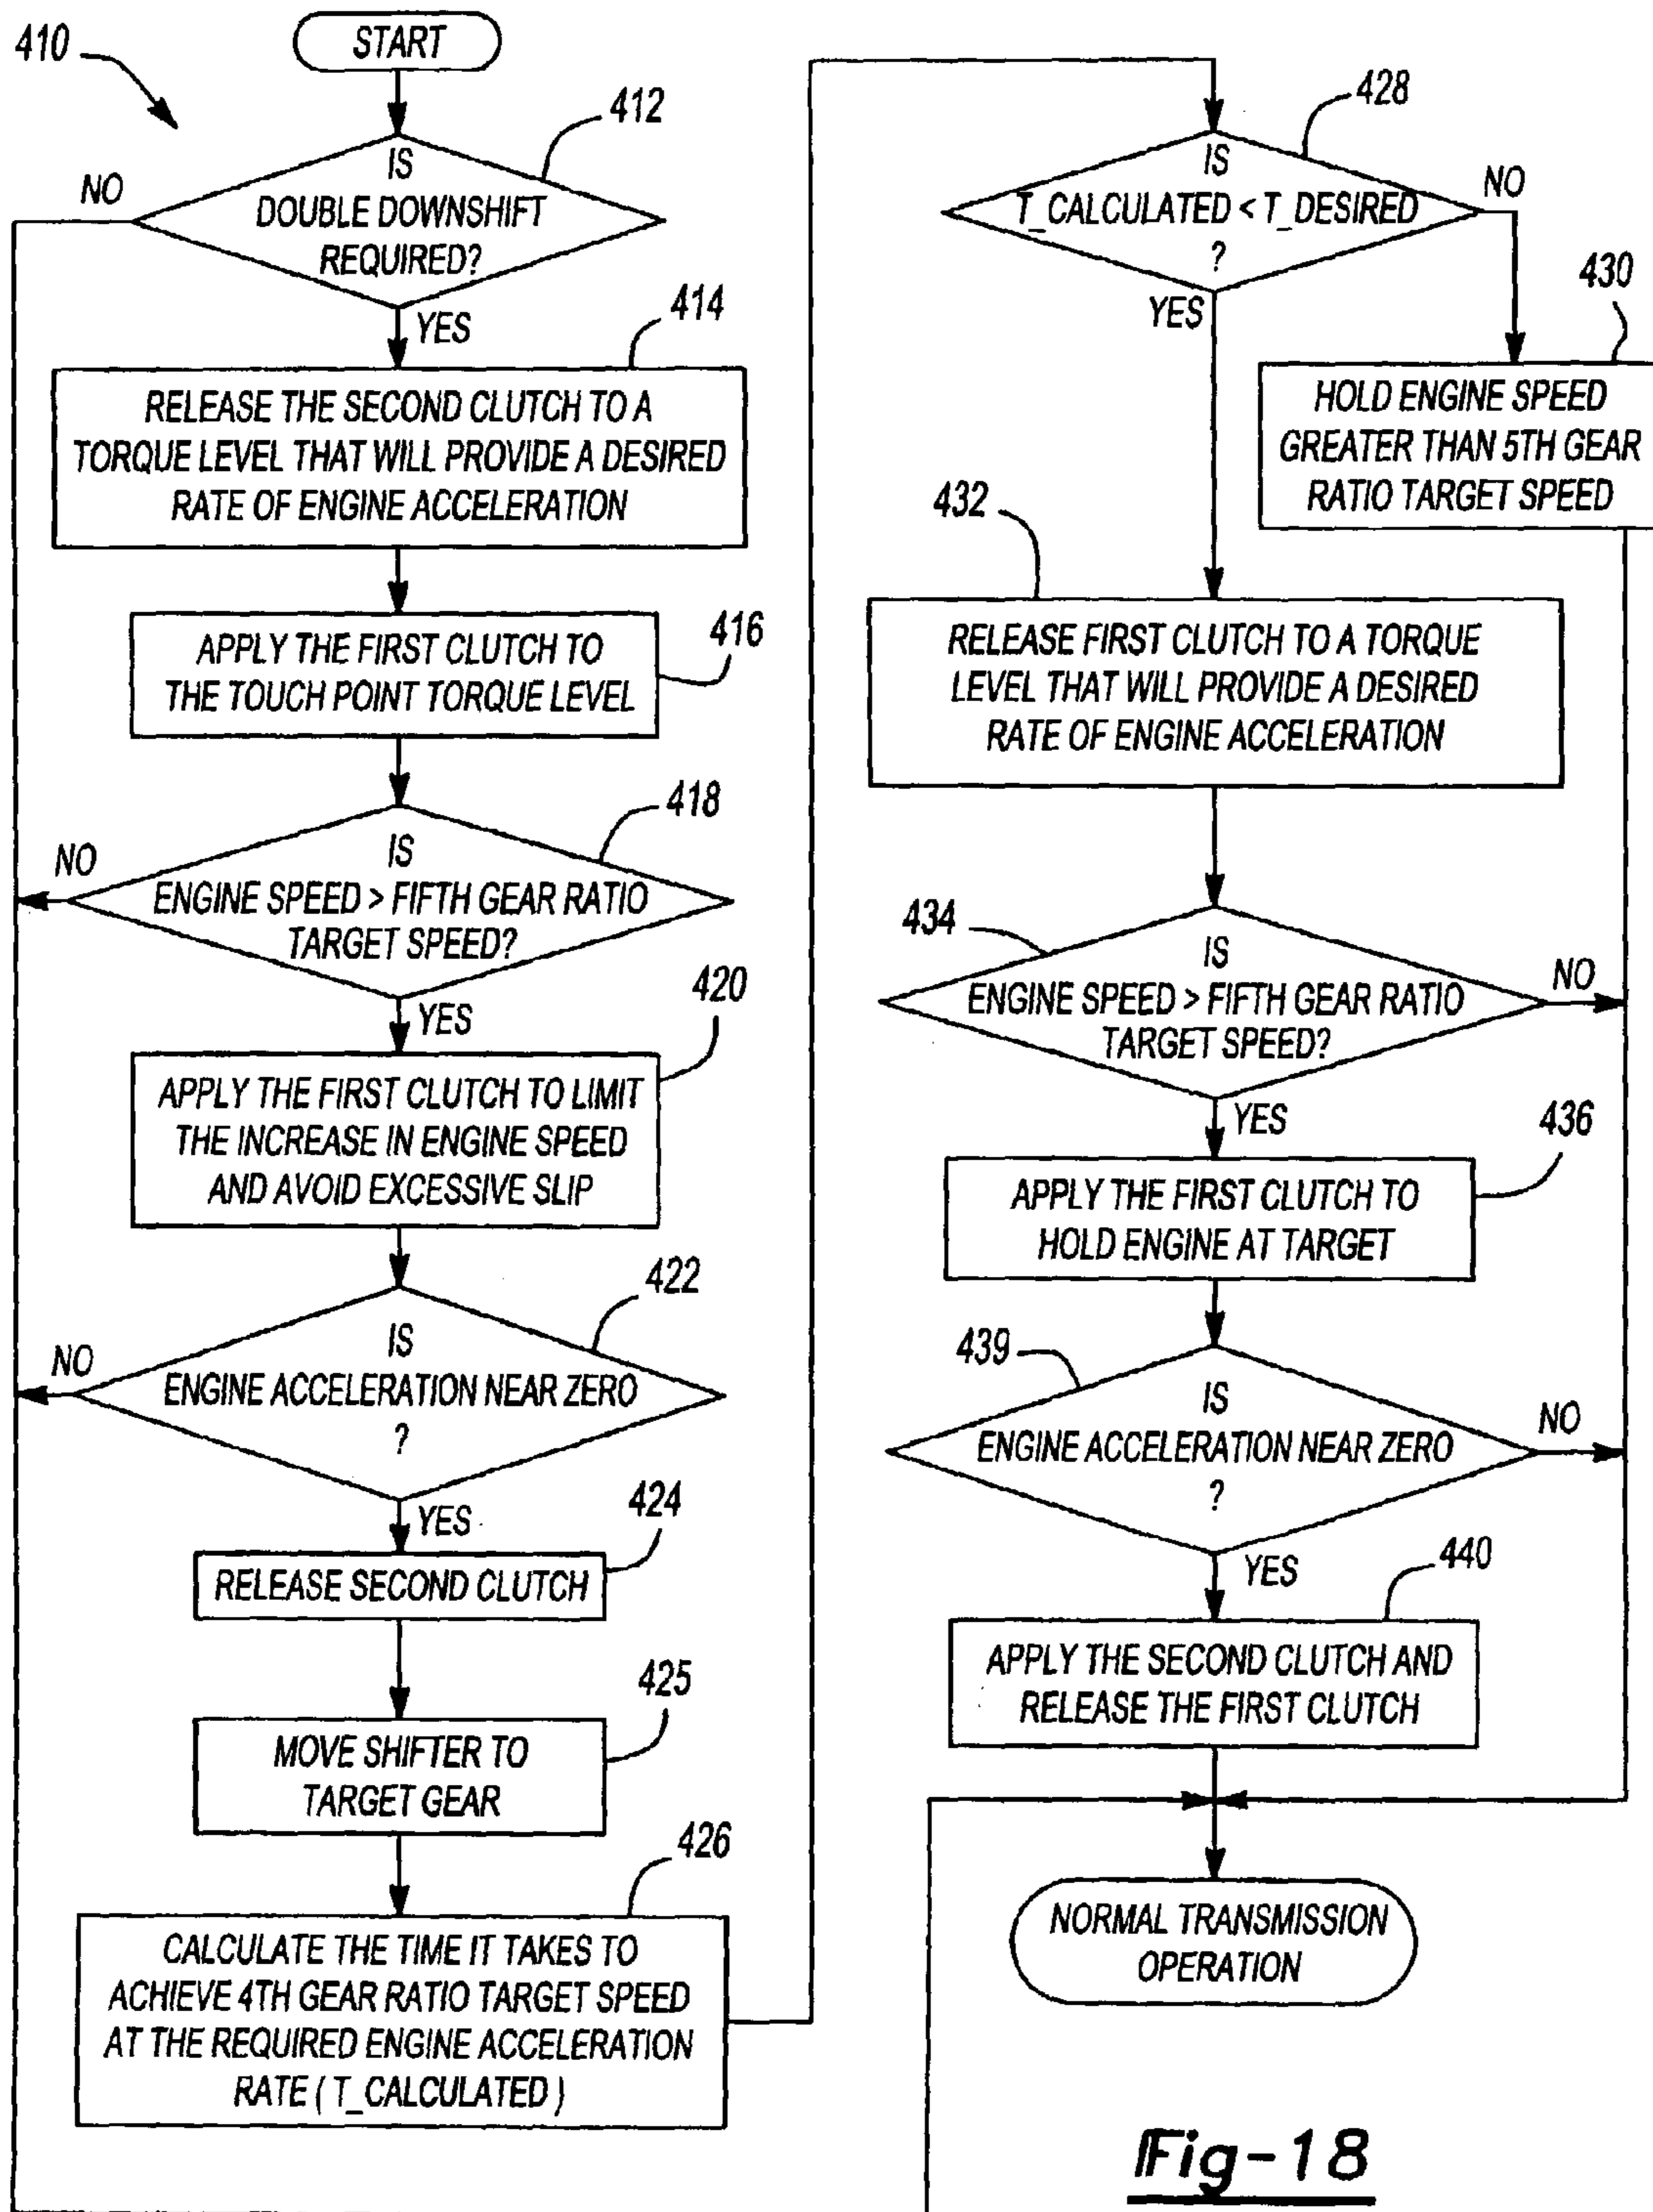 410
START
412
IS
DOUBLE DOWNSHIFT
REQUIRED?
NO
YES
414
RELEASE THE SECOND CLUTCH TO A
TORQUE LEVEL THAT WILL PROVIDE A DESIRED
RATE OF ENGINE ACCELERATION
416
APPLY THE FIRST CLUTCH TO
THE TOUCH POINT TORQUE LEVEL
418
IS
ENGINE SPEED > FIFTH GEAR RATIO
TARGET SPEED?
NO
YES
420
APPLY THE FIRST CLUTCH TO LIMIT
THE INCREASE IN ENGINE SPEED
AND AVOID EXCESSIVE SLIP
422
IS
ENGINE ACCELERATION NEAR ZERO
?
NO
YES
424
RELEASE SECOND CLUTCH
425
MOVE SHIFTER TO
TARGET GEAR
426
CALCULATE THE TIME IT TAKES TO
ACHIEVE 4TH GEAR RATIO TARGET SPEED
AT THE REQUIRED ENGINE ACCELERATION
RATE ( T_CALCULATED )
428
IS
T_CALCULATED < T_DESIRED
?
NO
YES
430
HOLD ENGINE SPEED
GREATER THAN 5TH GEAR
RATIO TARGET SPEED
432
RELEASE FIRST CLUTCH TO A TORQUE
LEVEL THAT WILL PROVIDE A DESIRED
RATE OF ENGINE ACCELERATION
434
IS
ENGINE SPEED > FIFTH GEAR RATIO
TARGET SPEED?
NO
YES
436
APPLY THE FIRST CLUTCH TO
HOLD ENGINE AT TARGET
439
IS
ENGINE ACCELERATION NEAR ZERO
?
NO
YES
440
APPLY THE SECOND CLUTCH AND
RELEASE THE FIRST CLUTCH
NORMAL TRANSMISSION
OPERATION
Fig-18